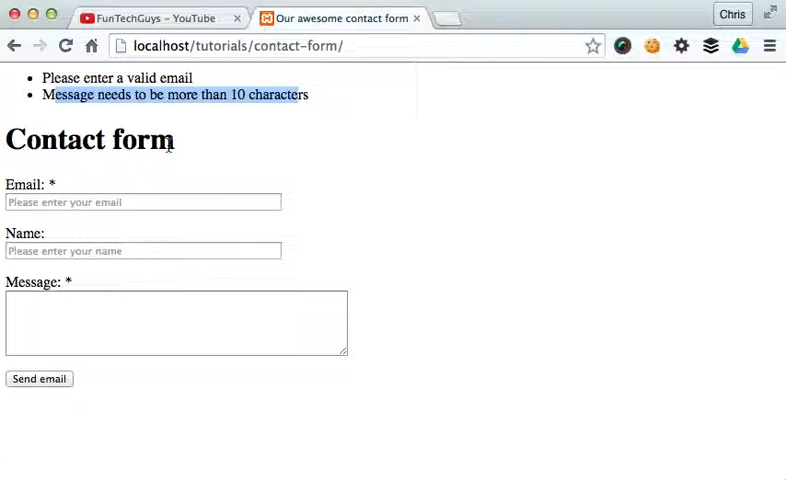 FunTechGuys - YouTube
Our awesome contact form
Chris
localhost/tutorials/contact-form/
Please enter a valid email
Message needs to be more than 10 characters
Contact form
Email: *
Please enter your email
Name:
Please enter your name
Message: *
Send email